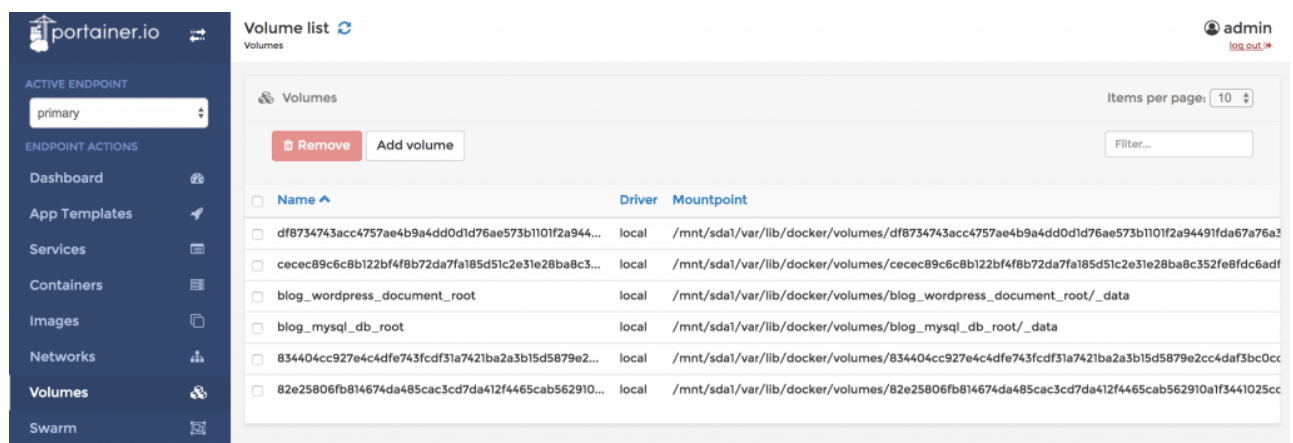 portainer.io
Volume list
Volumes
admin
log out
ACTIVE ENDPOINT
primary
ENDPOINT ACTIONS
Dashboard
App Templates
Services
Containers
Images
Networks
Volumes
Swarm
Volumes
Items per page: 10
Remove Add volume
Filter...
Name Driver Mountpoint
df8734743acc4757ae4b9a4dd0d1d76ae573b1101f2a944... local /mnt/sda1/var/lib/docker/volumes/df8734743acc4757ae4b9a4dd0d1d76ae573b1101f2a94491fda67a76a3
cecec89c6c8b122bf4f8b72da7fa185d51c2e31e28ba8c3... local /mnt/sda1/var/lib/docker/volumes/cecec89c6c8b122bf4f8b72da7fa185d51c2e31e28ba8c352fe8fdc6adf
blog_wordpress_document_root local /mnt/sda1/var/lib/docker/volumes/blog_wordpress_document_root/_data
blog_mysql_db_root local /mnt/sda1/var/lib/docker/volumes/blog_mysql_db_root/_data
834404cc927e4c4dfe743fcdf31a7421ba2a3b15d5879e2... local /mnt/sda1/var/lib/docker/volumes/834404cc927e4c4dfe743fcdf31a7421ba2a3b15d5879e2cc4daf3bc0cc
82e25806fb814674da485cac3cd7da412f4465cab562910... local /mnt/sda1/var/lib/docker/volumes/82e25806fb814674da485cac3cd7da412f4465cab562910a1f3441025cc